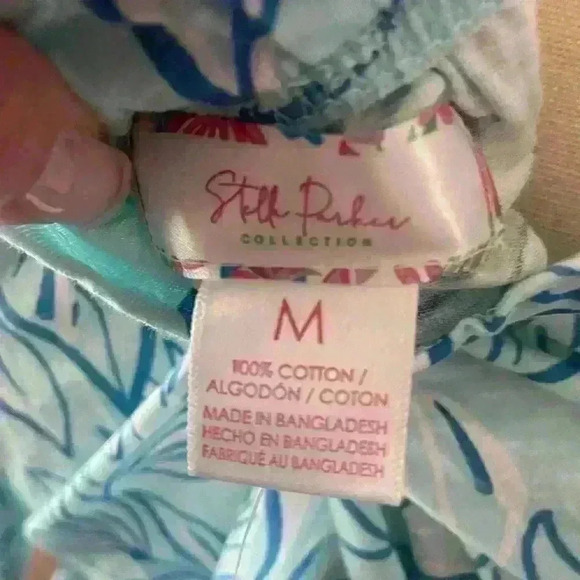 Stella Parker
COLLECTION
M
100% COTTON /
ALGODÓN / COTON
MADE IN BANGLADESH
HECHO EN BANGLADESH
FABRIQUÉ AU BANGLADESH